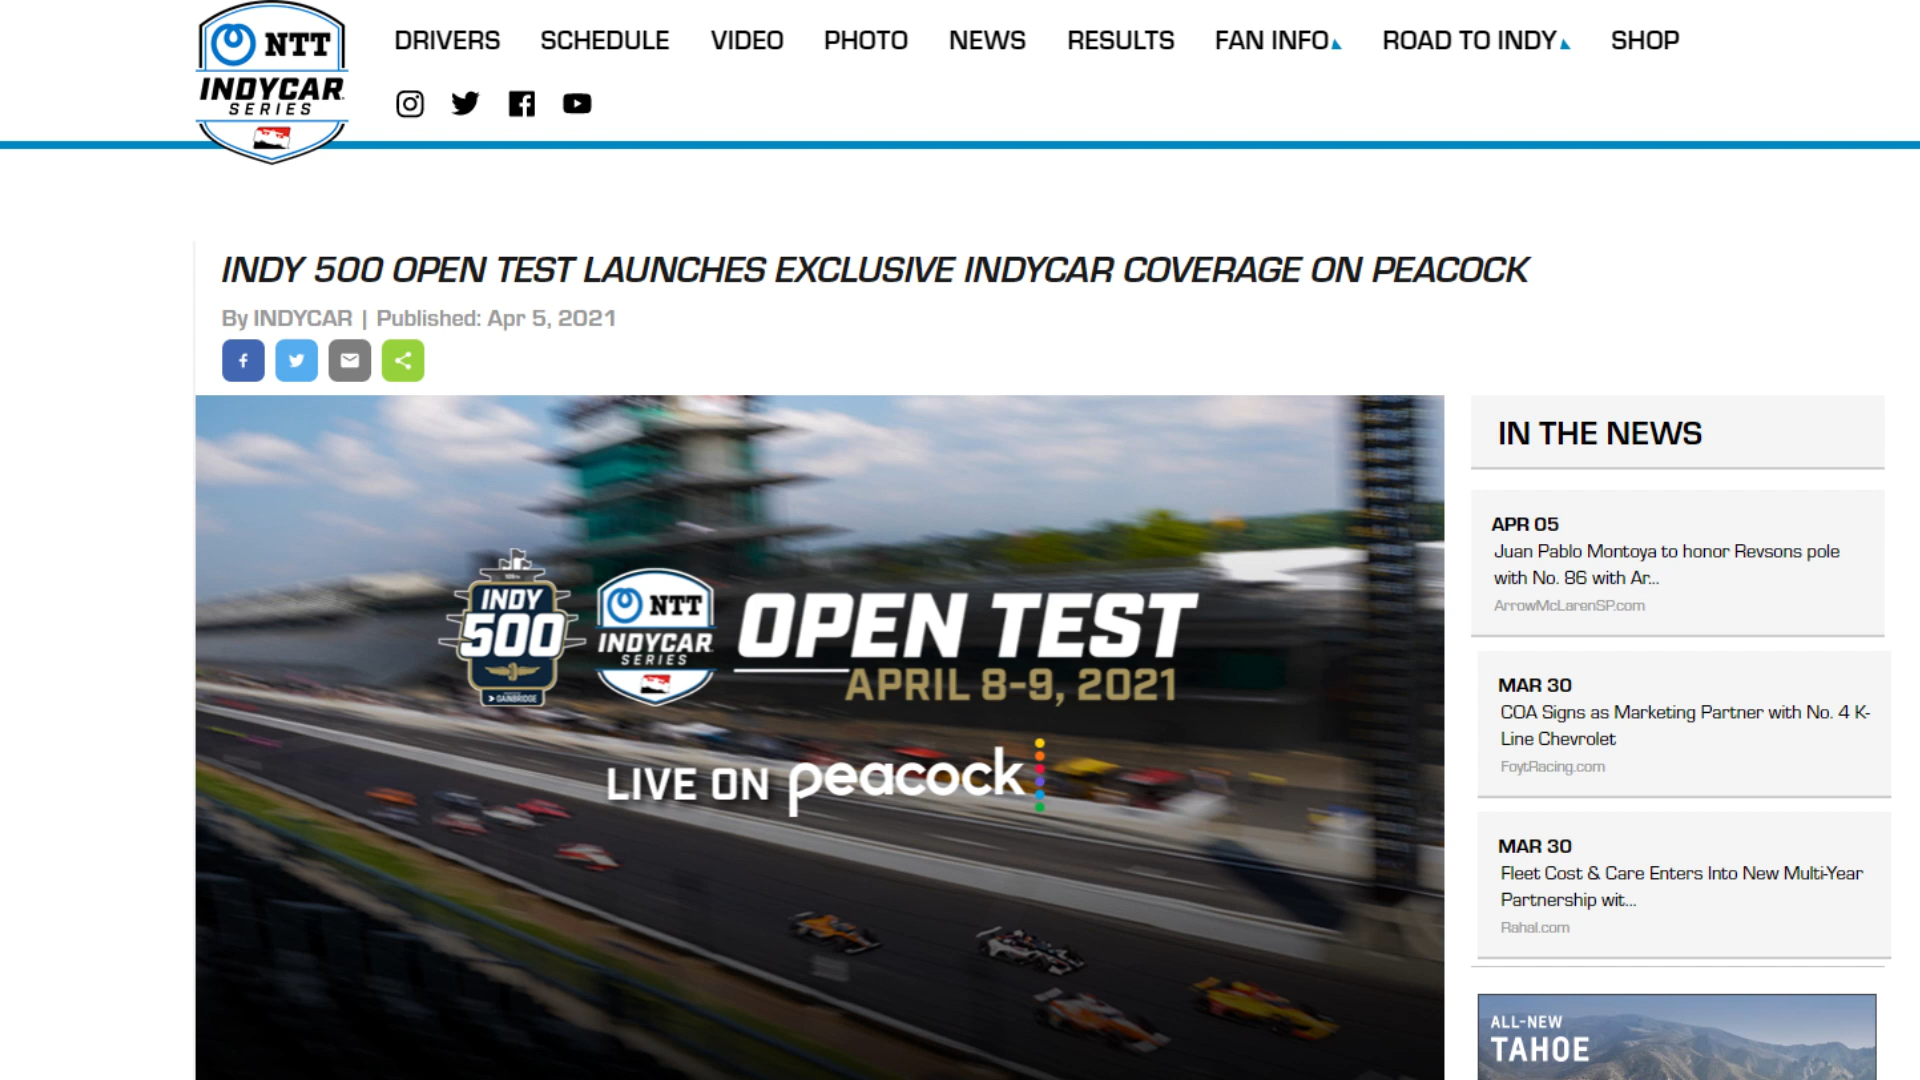 NTT
INDYCAR
SERIES
DRIVERS SCHEDULE VIDEO PHOTO NEWS RESULTS FAN INFO ROAD TO INDY SHOP
INDY 500 OPEN TEST LAUNCHES EXCLUSIVE INDYCAR COVERAGE ON PEACOCK
By INDYCAR | Published: Apr 5, 2021
INDY
500
GAINBRIDGE
NTT
INDYCAR
SERIES
OPEN TEST
APRIL 8-9, 2021
LIVE ON peacock
IN THE NEWS
APR 05
Juan Pablo Montoya to honor Revsons pole
with No. 86 with Ar...
ArrowMcLarenSP.com
MAR 30
COA Signs as Marketing Partner with No. 4 K-
Line Chevrolet
FoytRacing.com
MAR 30
Fleet Cost & Care Enters Into New Multi-Year
Partnership wit...
Rahal.com
ALL-NEW
TAHOE